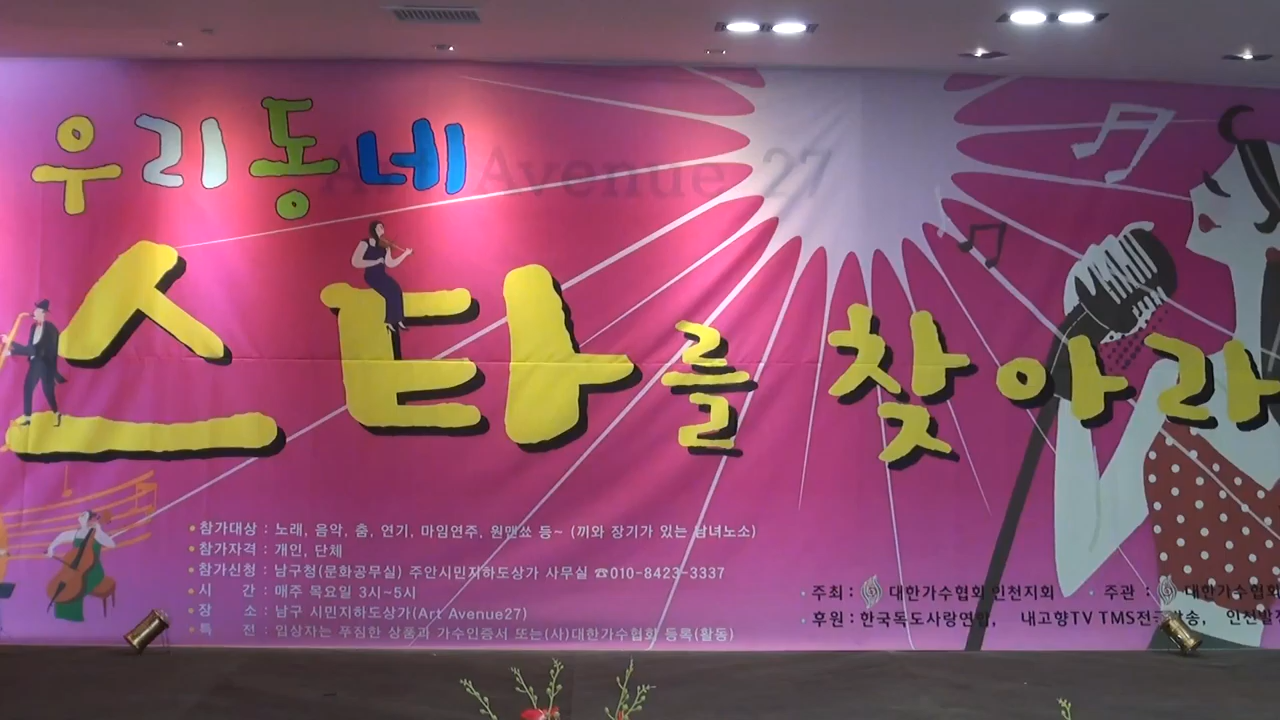 우리동네
Art Avenue 27
스타를 찾아라
• 참가대상 : 노래, 음악, 춤, 연기, 마임연주, 원맨쇼 등~ (끼와 장기가 있는 남녀노소)
• 참가자격 : 개인, 단체
• 참가신청 : 남구청(문화공무실) 주안시민지하도상가 사무실 ☎010-8423-3337
• 시 간 : 매주 목요일 3시~5시
• 장 소 : 남구 시민지하도상가(Art Avenue27)
• 특 전 : 입상자는 푸짐한 상품과 가수인증서 또는(사)대한가수협회 등록(활동)
• 주최 : 대한가수협회 인천지회 • 주관 : 대한가수협회
• 후원 : 한국독도사랑연합, 내고향TV TMS전국방송,